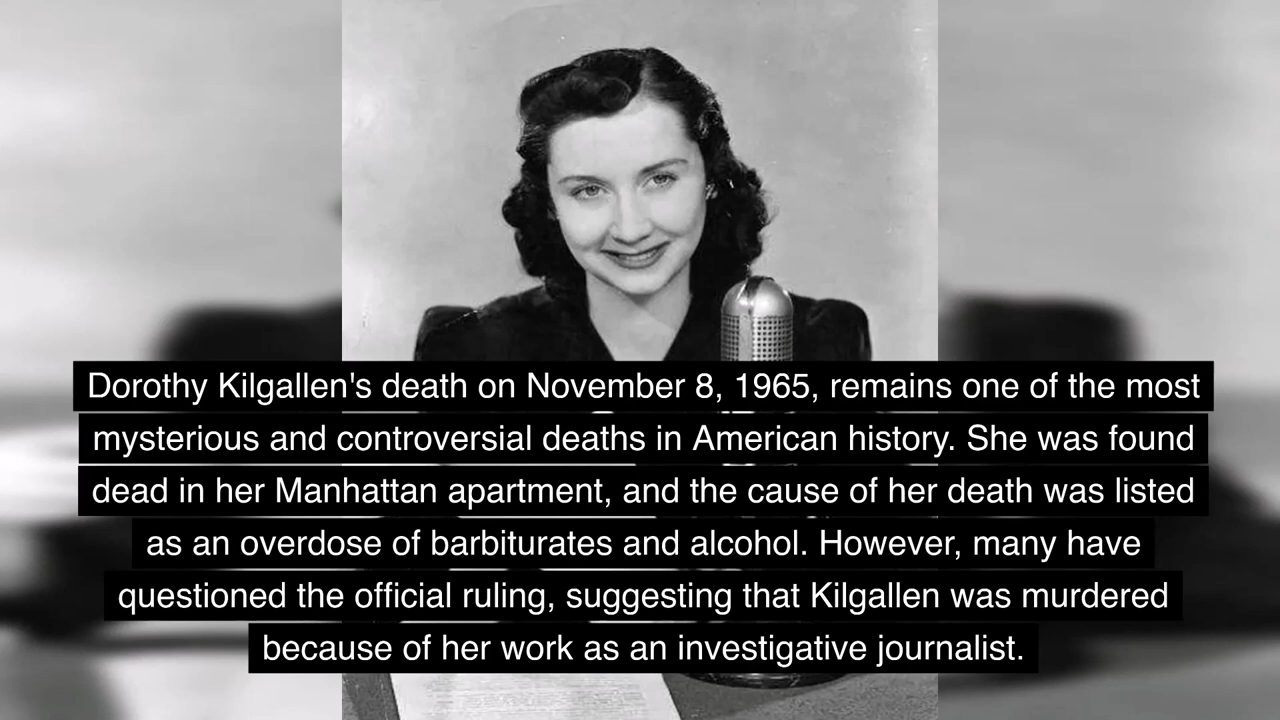 Dorothy Kilgallen's death on November 8, 1965, remains one of the most
mysterious and controversial deaths in American history. She was found
dead in her Manhattan apartment, and the cause of her death was listed
as an overdose of barbiturates and alcohol. However, many have
questioned the official ruling, suggesting that Kilgallen was murdered
because of her work as an investigative journalist.